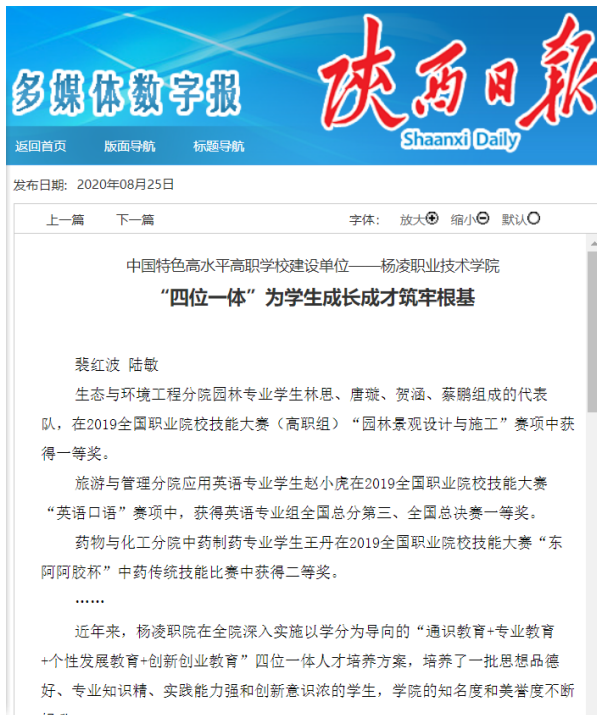 多媒体数字报
陕西日报
Shaanxi Daily
返回首页 版面导航 标题导航
发布日期: 2020年08月25日
上一篇 下一篇 字体: 放大 缩小 默认
中国特色高水平高职学校建设单位——杨凌职业技术学院
“四位一体”为学生成长成才筑牢根基
裴红波 陆敏
生态与环境工程分院园林专业学生林思、唐璇、贺涵、蔡鹏组成的代表
队，在2019全国职业院校技能大赛（高职组）“园林景观设计与施工”赛项中获
得一等奖。
旅游与管理分院应用英语专业学生赵小虎在2019全国职业院校技能大赛
“英语口语”赛项中，获得英语专业组全国总分第三、全国总决赛一等奖。
药物与化工分院中药制药专业学生王丹在2019全国职业院校技能大赛“东
阿阿胶杯”中药传统技能比赛中获得二等奖。
……
近年来，杨凌职院在全院深入实施以学分为导向的“通识教育+专业教育
+个性发展教育+创新创业教育”四位一体人才培养方案，培养了一批思想品德
好、专业知识精、实践能力强和创新意识浓的学生，学院的知名度和美誉度不断